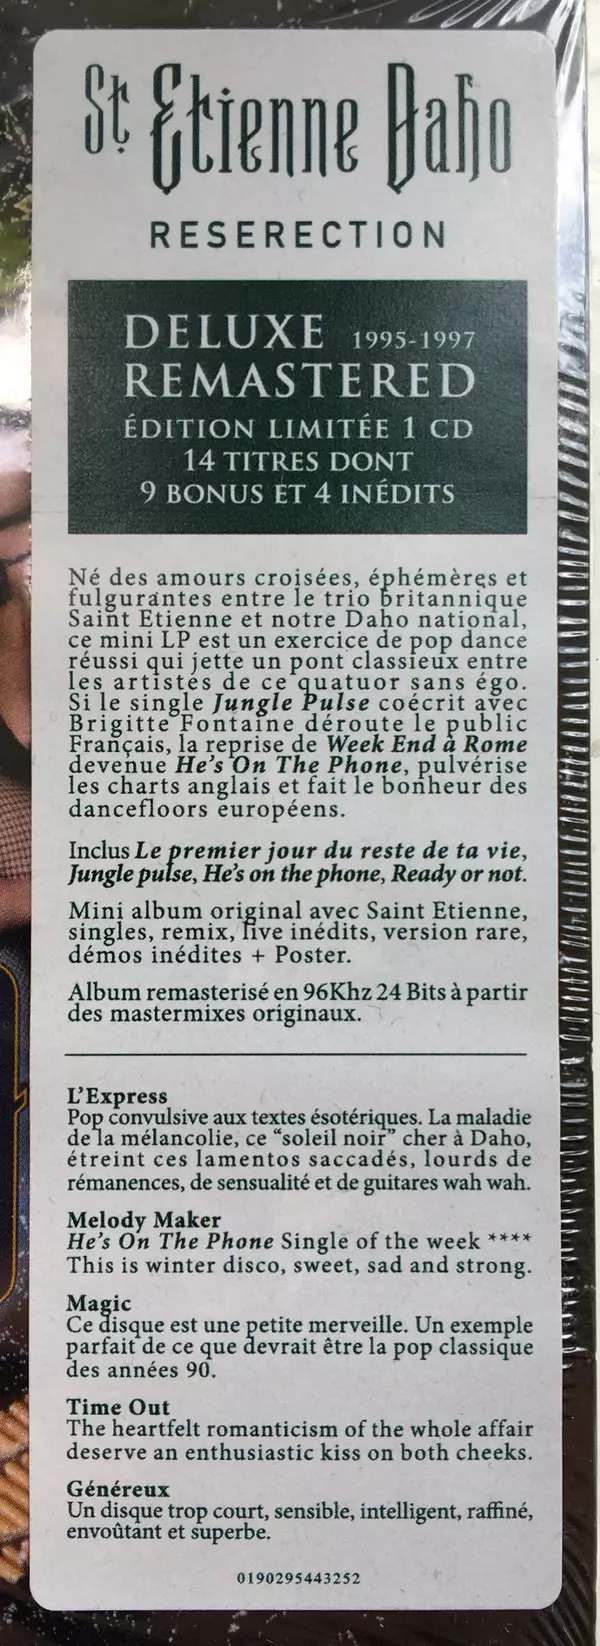 St Etienne Daho
RESERECTION
DELUXE 1995-1997
REMASTERED
ÉDITION LIMITÉE 1 CD
14 TITRES DONT
9 BONUS ET 4 INÉDITS
Né des amours croisées, éphémères et
fulgurantes entre le trio britannique
Saint Etienne et notre Daho national,
ce mini LP est un exercice de pop dance
réussi qui jette un pont classieux entre
les artistes de ce quatuor sans égo.
Si le single Jungle Pulse coécrit avec
Brigitte Fontaine déroute le public
Français, la reprise de Week End à Rome
devenue He's On The Phone, pulvérise
les charts anglais et fait le bonheur des
dancefloors européens.
Inclus Le premier jour du reste de ta vie,
Jungle pulse, He's on the phone, Ready or not.
Mini album original avec Saint Etienne,
singles, remix, live inédits, version rare,
démos inédites + Poster.
Album remasterisé en 96Khz 24 Bits à partir
des mastermixes originaux.
L'Express
Pop convulsive aux textes ésotériques. La maladie
de la mélancolie, ce "soleil noir" cher à Daho,
étreint ces lamentos saccadés, lourds de
rémanences, de sensualité et de guitares wah wah.
Melody Maker
He's On The Phone Single of the week ****
This is winter disco, sweet, sad and strong.
Magic
Ce disque est une petite merveille. Un exemple
parfait de ce que devrait être la pop classique
des années 90.
Time Out
The heartfelt romanticism of the whole affair
deserve an enthusiastic kiss on both cheeks.
Généreux
Un disque trop court, sensible, intelligent, raffiné,
envoûtant et superbe.
0190295443252